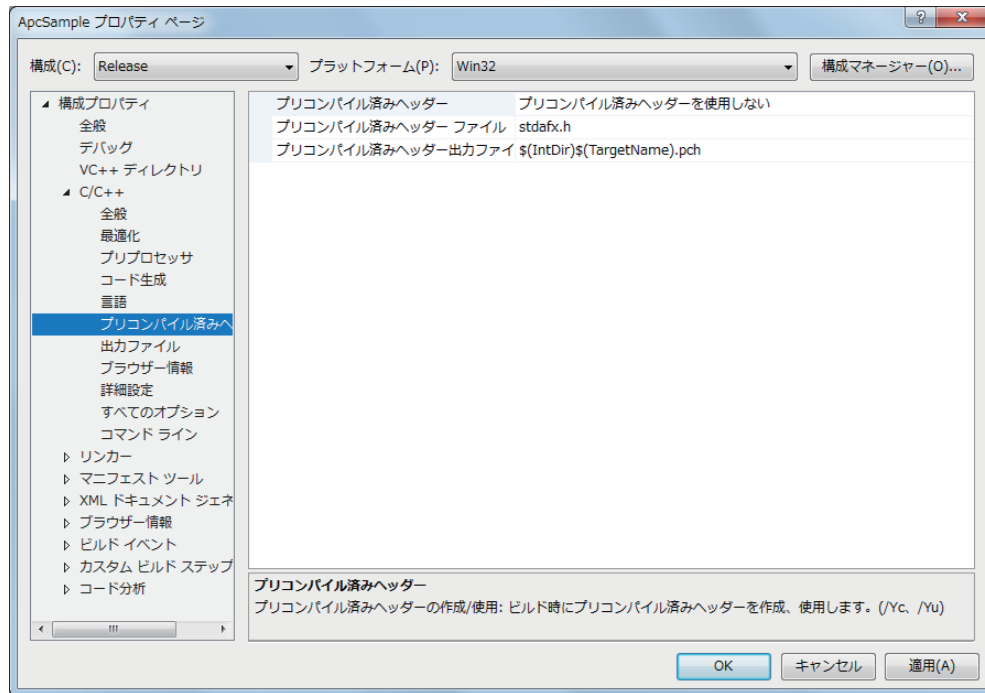 ApcSample プロパティ ページ
構成(C): Release プラットフォーム(P): Win32 構成マネージャー(O)...
構成プロパティ
全般
デバッグ
VC++ ディレクトリ
C/C++
全般
最適化
プリプロセッサ
コード生成
言語
プリコンパイル済みヘ
出力ファイル
ブラウザー情報
詳細設定
すべてのオプション
コマンド ライン
リンカー
マニフェスト ツール
XML ドキュメント ジェネ
ブラウザー情報
ビルド イベント
カスタム ビルド ステップ
コード分析
プリコンパイル済みヘッダー プリコンパイル済みヘッダーを使用しない
プリコンパイル済みヘッダー ファイル stdafx.h
プリコンパイル済みヘッダー出力ファイ $(IntDir)$(TargetName).pch
プリコンパイル済みヘッダー
プリコンパイル済みヘッダーの作成/使用: ビルド時にプリコンパイル済みヘッダーを作成、使用します。(/Yc、/Yu)
OK キャンセル 適用(A)